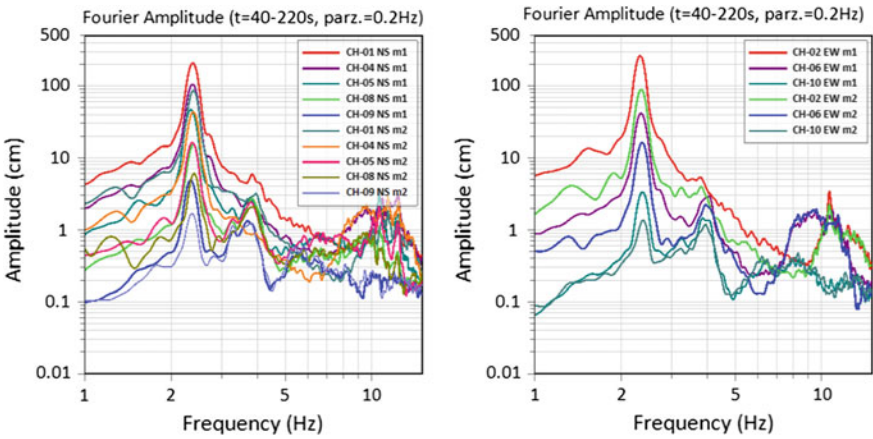 Fourier Amplitude (t=40-220s, parz.=0.2Hz)
500
100
10
1
0.1
0.01
Amplitude (cm)
CH-01 NS m1
CH-04 NS m1
CH-05 NS m1
CH-08 NS m1
CH-09 NS m1
CH-01 NS m2
CH-04 NS m2
CH-05 NS m2
CH-08 NS m2
CH-09 NS m2
1
2
5
10
Frequency (Hz)
Fourier Amplitude (t=40-220s, parz.=0.2Hz)
500
100
10
1
0.1
0.01
Amplitude (cm)
CH-02 EW m1
CH-06 EW m1
CH-10 EW m1
CH-02 EW m2
CH-06 EW m2
CH-10 EW m2
1
2
5
10
Frequency (Hz)